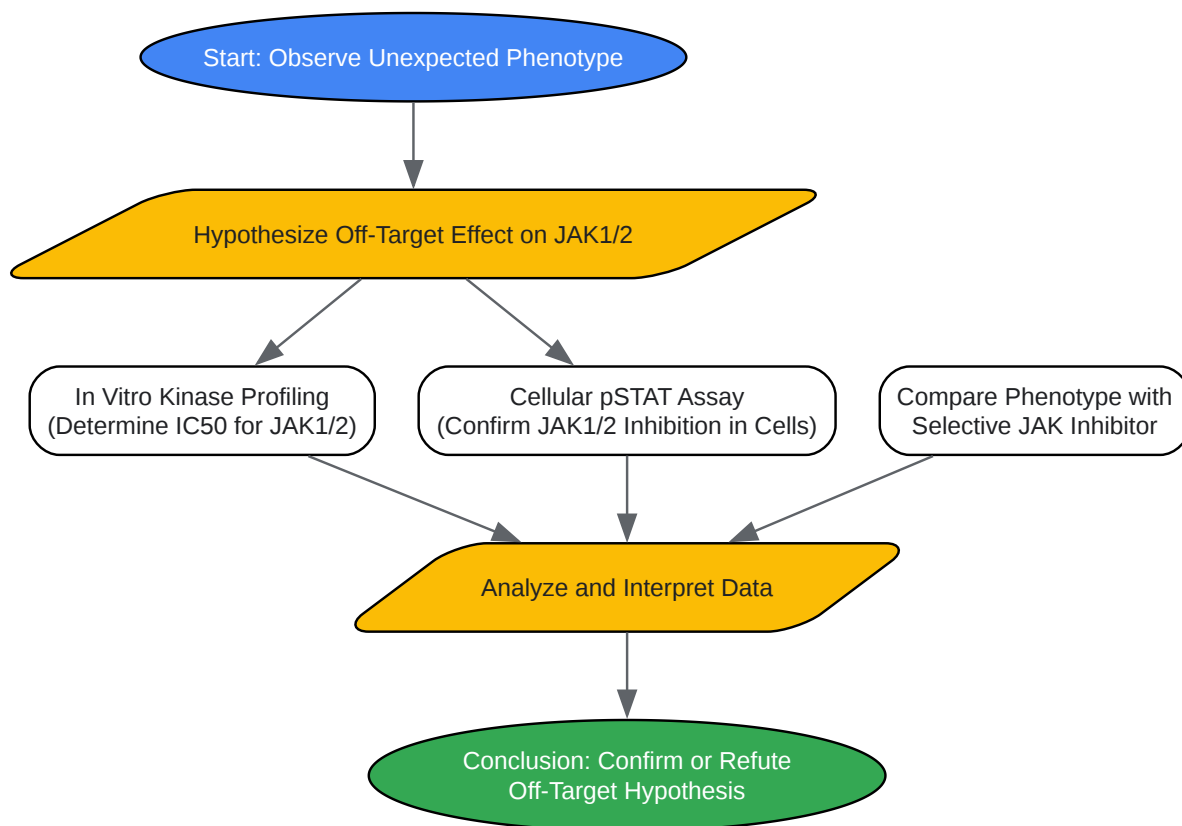 Start: Observe Unexpected Phenotype
Hypothesize Off-Target Effect on JAK1/2
In Vitro Kinase Profiling
(Determine IC50 for JAK1/2)
Cellular pSTAT Assay
(Confirm JAK1/2 Inhibition in Cells)
Compare Phenotype with
Selective JAK Inhibitor
Analyze and Interpret Data
Conclusion: Confirm or Refute
Off-Target Hypothesis